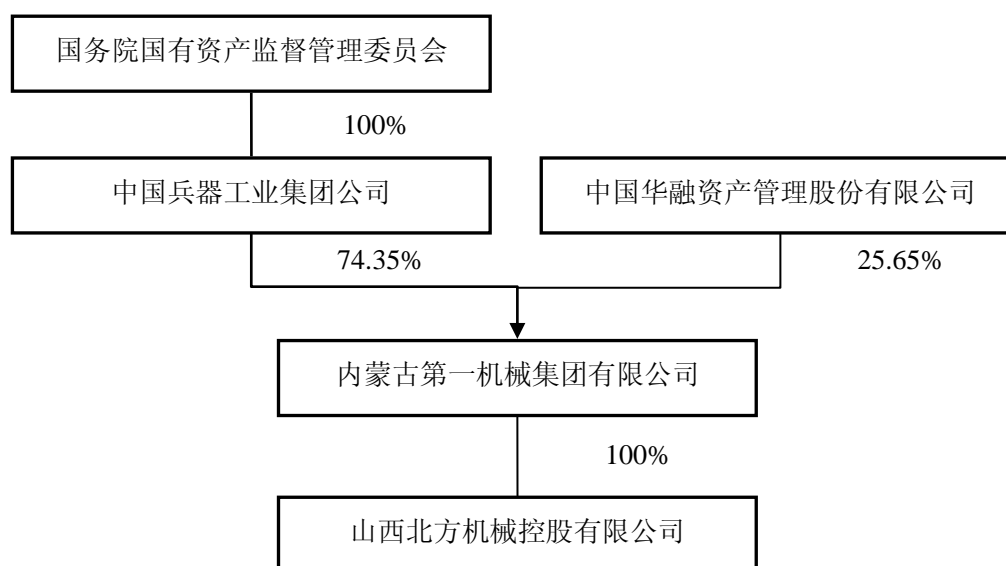 国务院国有资产监督管理委员会
100%
中国兵器工业集团公司
中国华融资产管理股份有限公司
74.35%
25.65%
内蒙古第一机械集团有限公司
100%
山西北方机械控股有限公司